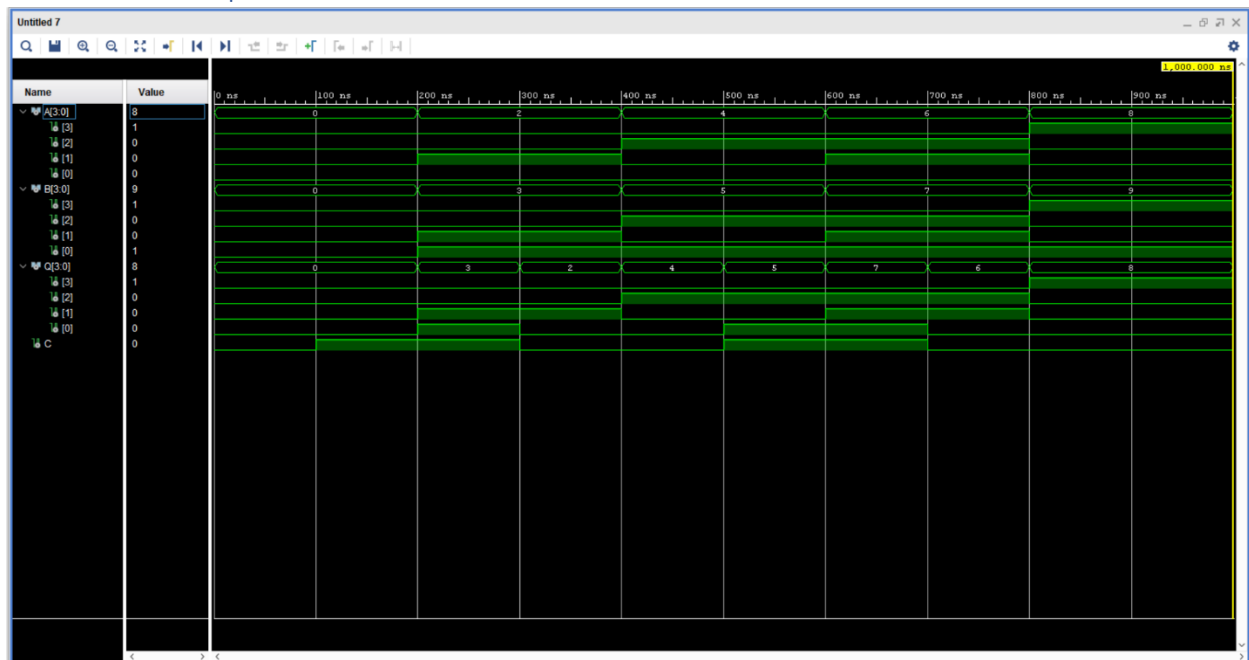 Untitled 7
1,000.000 ns
Name Value
0 ns 100 ns 200 ns 300 ns 400 ns 500 ns 600 ns 700 ns 800 ns 900 ns
A[3:0] 8 0 2 4 6 8
[3] 1
[2] 0
[1] 0
[0] 0
B[3:0] 9 0 3 5 7 9
[3] 1
[2] 0
[1] 0
[0] 1
Q[3:0] 8 0 3 2 4 5 7 6 8
[3] 1
[2] 0
[1] 0
[0] 0
C 0